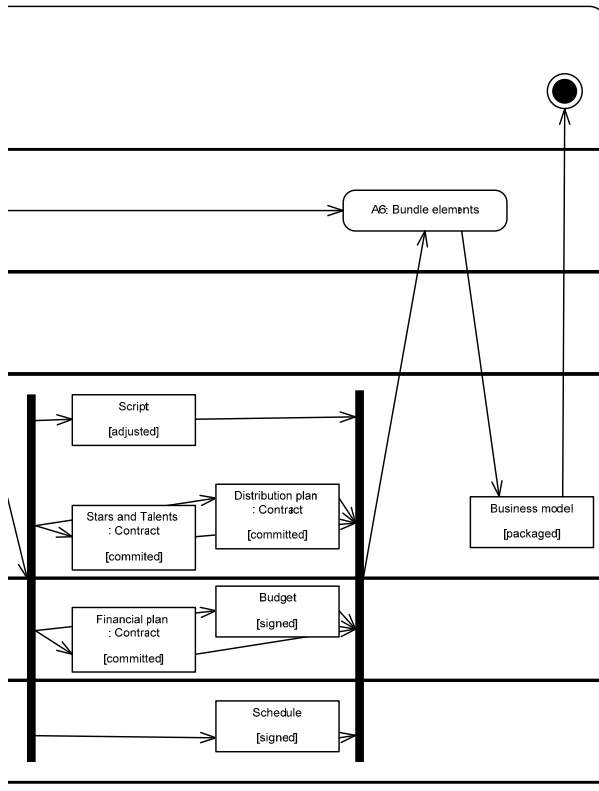 A6: Bundle elements
Script
[adjusted]
Distribution plan
: Contract
[committed]
Stars and Talents
: Contract
[commited]
Business model
[packaged]
Budget
[signed]
Financial plan
: Contract
[committed]
Schedule
[signed]